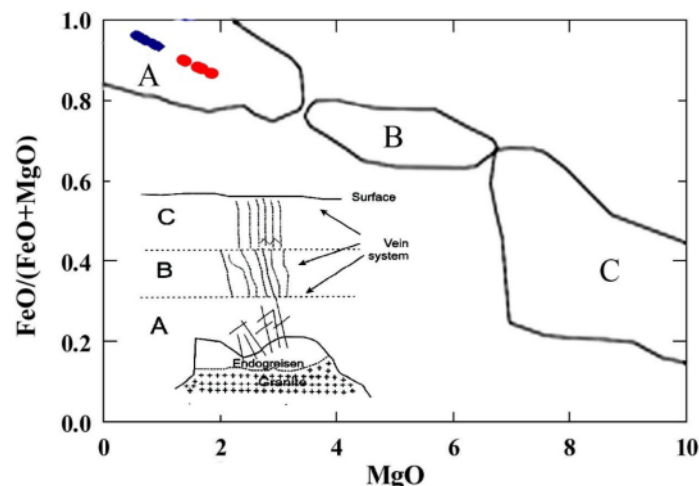 1.0
0.8
0.6
0.4
0.2
0.0
FeO/(FeO+MgO)
A
B
C
Surface
C
Vein
system
B
A
Endogreisen
Granite
0
2
4
6
8
10
MgO